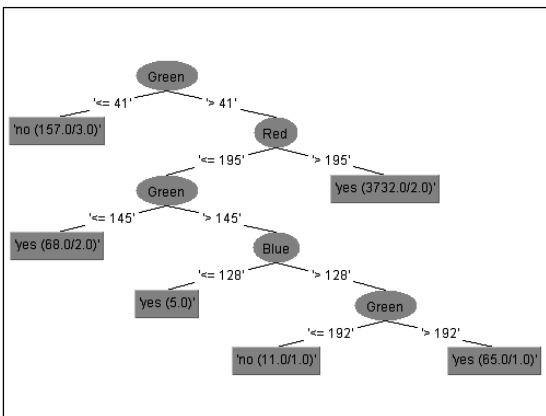 Green
'<= 41' '> 41'
'no (157.0/3.0)' Red
'<= 195' '> 195'
Green 'yes (3732.0/2.0)'
'<= 145' '> 145'
'yes (68.0/2.0)' Blue
'<= 128' '> 128'
'yes (5.0)' Green
'<= 192' '> 192'
'no (11.0/1.0)' 'yes (65.0/1.0)'